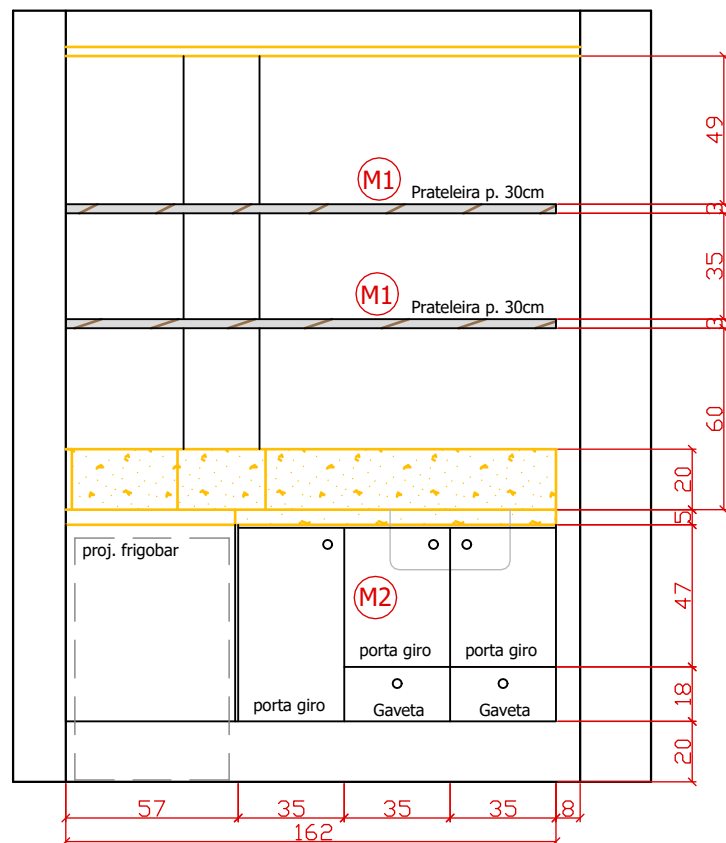 49
M1
Prateleira p. 30cm
3
35
M1
Prateleira p. 30cm
3
60
20
5
proj. frigobar
M2
47
porta giro
porta giro
porta giro
Gaveta
Gaveta
18
20
57
35
35
35
8
162